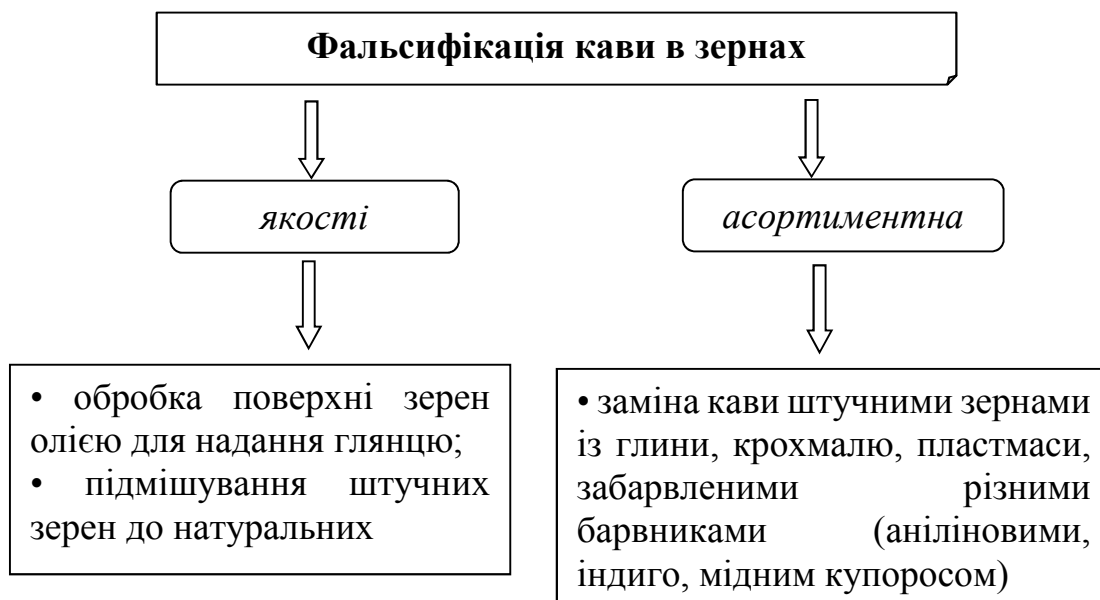 Фальсифікація кави в зернах
якості
асортиментна
• обробка поверхні зерен
олією для надання глянцю;
• підмішування штучних
зерен до натуральних
• заміна кави штучними зернами
із глини, крохмалю, пластмаси,
забарвленими різними
барвниками (аніліновими,
індиго, мідним купоросом)